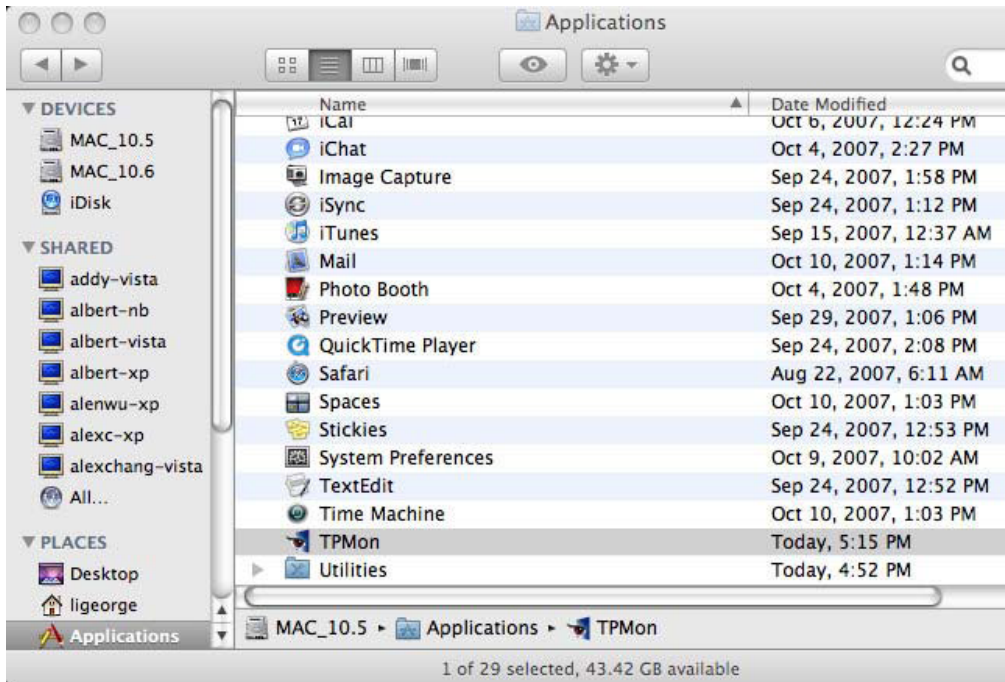 Applications
Name Date Modified
DEVICES
MAC_10.5
MAC_10.6
iDisk
SHARED
addy-vista
albert-nb
albert-vista
albert-xp
alenwu-xp
alexc-xp
alexchang-vista
All...
PLACES
Desktop
ligeorge
Applications
17 iCal Oct 6, 2007, 12:24 PM
iChat Oct 4, 2007, 2:27 PM
Image Capture Sep 24, 2007, 1:58 PM
iSync Sep 24, 2007, 1:12 PM
iTunes Sep 15, 2007, 12:37 AM
Mail Oct 10, 2007, 1:14 PM
Photo Booth Oct 4, 2007, 1:48 PM
Preview Sep 29, 2007, 1:06 PM
QuickTime Player Sep 24, 2007, 2:08 PM
Safari Aug 22, 2007, 6:11 AM
Spaces Oct 10, 2007, 1:03 PM
Stickies Sep 24, 2007, 12:53 PM
System Preferences Oct 9, 2007, 10:02 AM
TextEdit Sep 24, 2007, 12:52 PM
Time Machine Oct 10, 2007, 1:03 PM
TPMon Today, 5:15 PM
Utilities Today, 4:52 PM
MAC_10.5 ▸ Applications ▸ TPMon
1 of 29 selected, 43.42 GB available